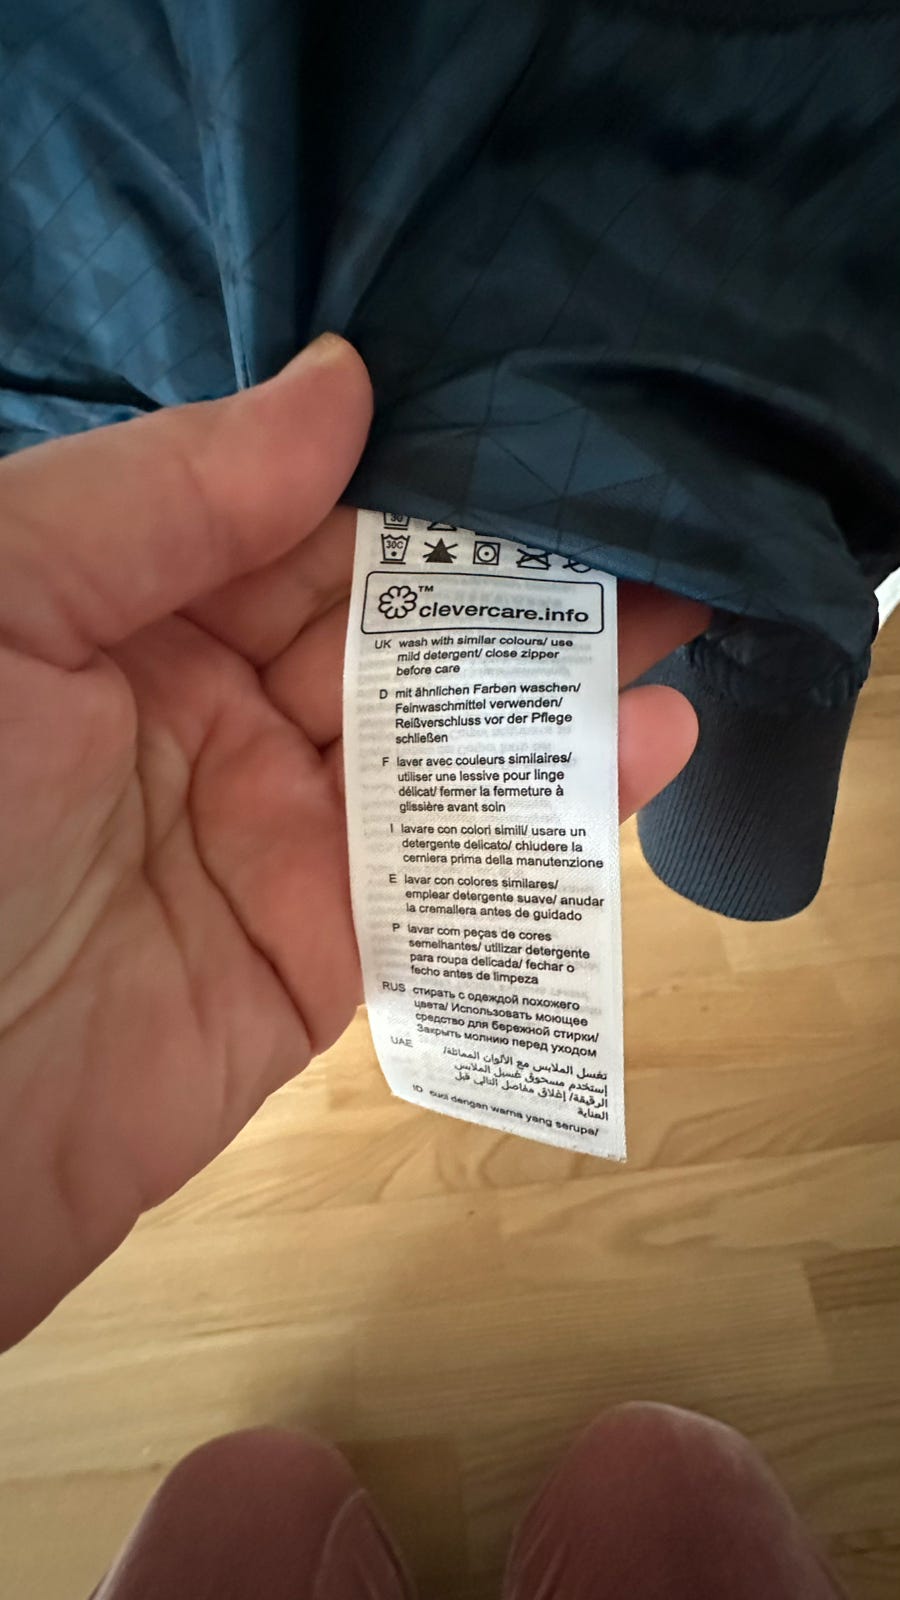 30
30C
™
clevercare.info
UK wash with similar colours/ use
mild detergent/ close zipper
before care
D mit ähnlichen Farben waschen/
Feinwaschmittel verwenden/
Reißverschluss vor der Pflege
schließen
F laver avec couleurs similaires/
utiliser une lessive pour linge
délicat/ fermer la fermeture à
glissière avant soin
I lavare con colori simili/ usare un
detergente delicato/ chiudere la
cerniera prima della manutenzione
E lavar con colores similares/
emplear detergente suave/ anudar
la cremallera antes de guidado
P lavar com peças de cores
semelhantes/ utilizar detergente
para roupa delicada/ fechar o
fecho antes de limpeza
RUS стирать с одеждой похожего
цвета/ Использовать моющее
средство для бережной стирки/
Закрыть молнию перед уходом
UAE تغسل الملابس مع الألوان المماثلة/
إستخدم مسحوق غسيل الملابس
الرقيقة/ إغلاق مفاصل التالي قبل
العناية
ID cuci dengan warna yang serupa/